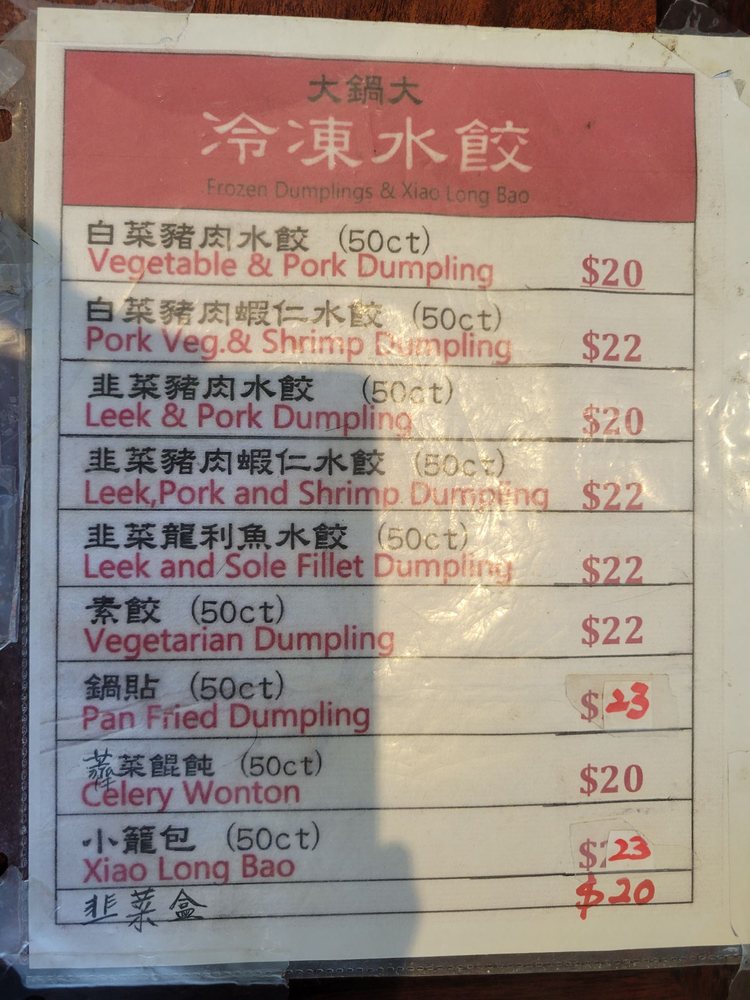 大鍋大
冷凍水餃
Frozen Dumplings & Xiao Long Bao
白菜豬肉水餃 (50ct)
Vegetable & Pork Dumpling $20
白菜豬肉蝦仁水餃 (50ct)
Pork Veg.& Shrimp Dumpling $22
韭菜豬肉水餃 (50ct)
Leek & Pork Dumpling $20
韭菜豬肉蝦仁水餃 (50ct)
Leek,Pork and Shrimp Dumpling $22
韭菜龍利魚水餃 (50ct)
Leek and Sole Fillet Dumpling $22
素餃 (50ct)
Vegetarian Dumpling $22
鍋貼 (50ct)
Pan Fried Dumpling $23
薺菜餛飩 (50ct)
Celery Wonton $20
小籠包 (50ct)
Xiao Long Bao $23
韭菜盒 $20